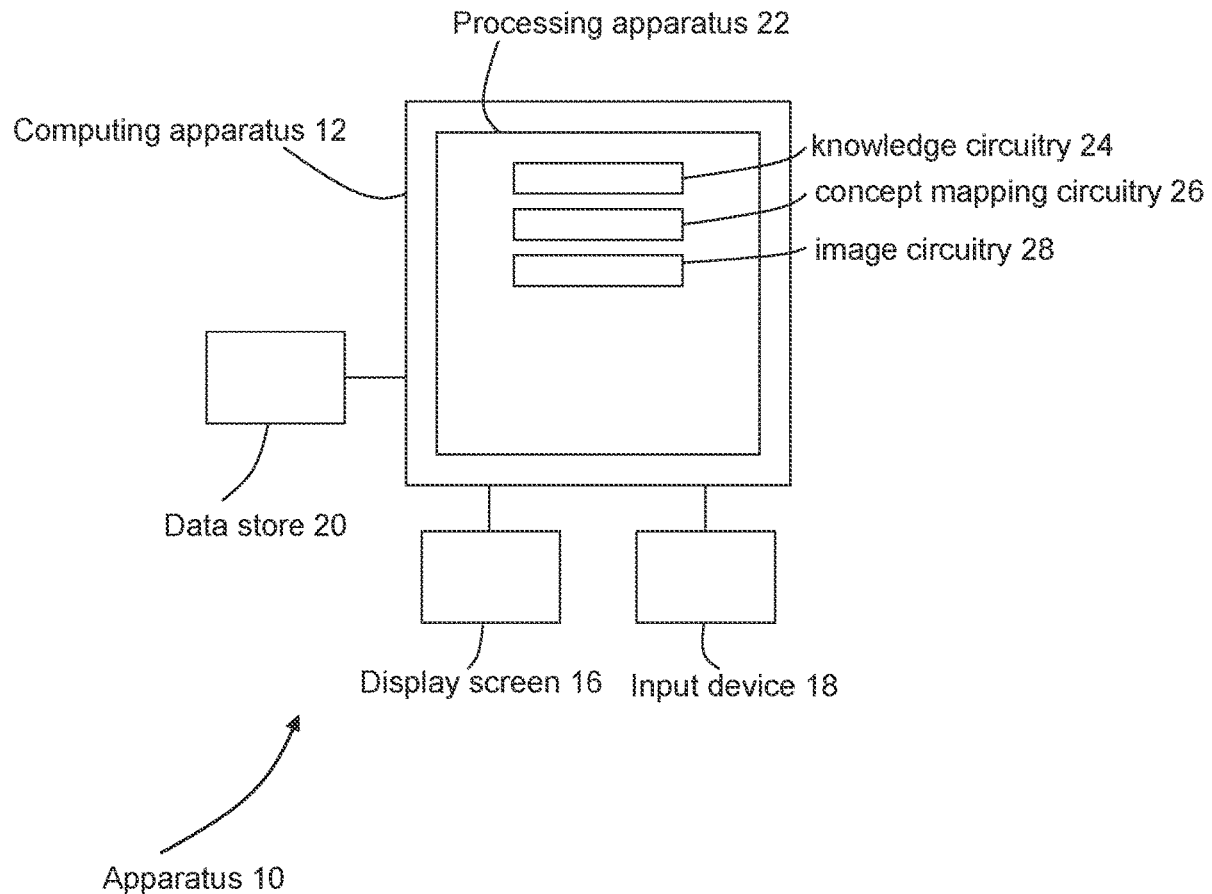 Processing apparatus 22
Computing apparatus 12
knowledge circuitry 24
concept mapping circuitry 26
image circuitry 28
Data store 20
Display screen 16
Input device 18
Apparatus 10